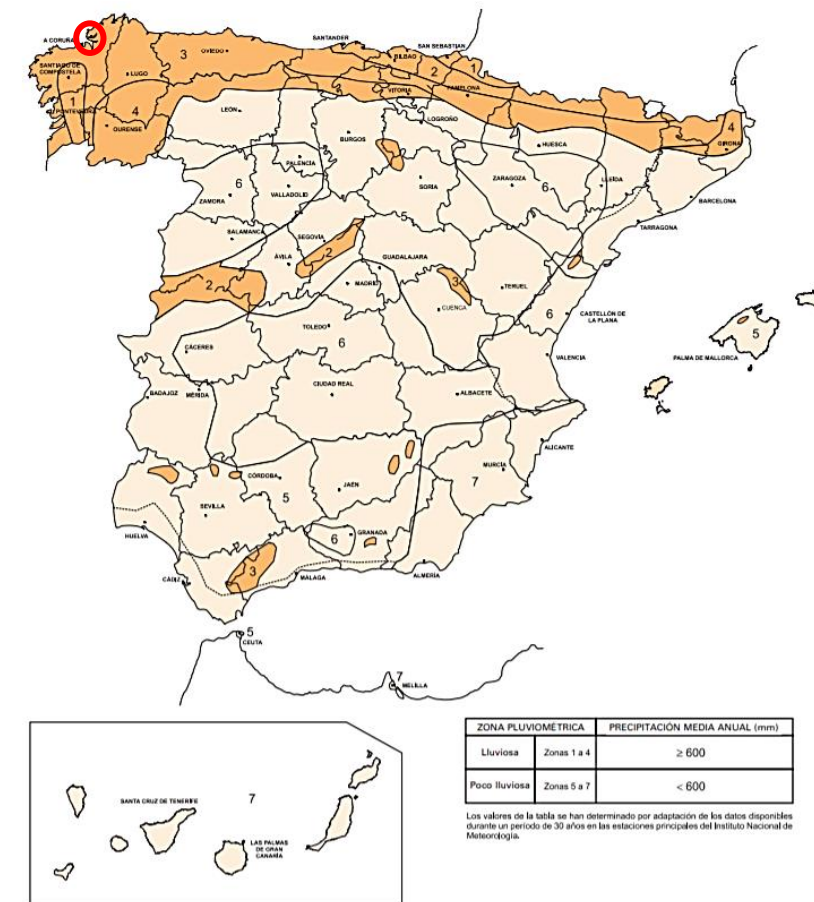 SANTANDER
A CORUÑA
SAN SEBASTIAN
3
OVIEDO
BILBAO
SANTIAGO DE
COMPOSTELA
LUGO
2
1
VITORIA
PAMPLONA
1
PONTEVEDRA
4
OURENSE
LEÓN
LOGROÑO
4
BURGOS
HUESCA
GIRONA
PALENCIA
6
SORIA
ZARAGOZA
6
LLEIDA
ZAMORA
VALLADOLID
BARCELONA
5
SALAMANCA
SEGOVIA
TARRAGONA
ÁVILA
2
GUADALAJARA
2
MADRID
3
TERUEL
CUENCA
6
CASTELLÓN DE
LA PLANA
TOLEDO
5
6
CÁCERES
VALENCIA
PALMA DE MALLORCA
CIUDAD REAL
BADAJOZ
MÉRIDA
ALBACETE
ALICANTE
MURCIA
CÓRDOBA
7
JAEN
5
SEVILLA
HUELVA
6
GRANADA
3
CÁDIZ
MÁLAGA
ALMERÍA
5
CEUTA
7
MELILLA
7
SANTA CRUZ DE TENERIFE
LAS PALMAS
DE GRAN
CANARIA
ZONA PLUVIOMÉTRICA PRECIPITACIÓN MEDIA ANUAL (mm)
Lluviosa Zonas 1 a 4 ≥ 600
Poco lluviosa Zonas 5 a 7 < 600
Los valores de la tabla se han determinado por adaptación de los datos disponibles
durante un periodo de 30 años en las estaciones principales del Instituto Nacional de
Meteorología.